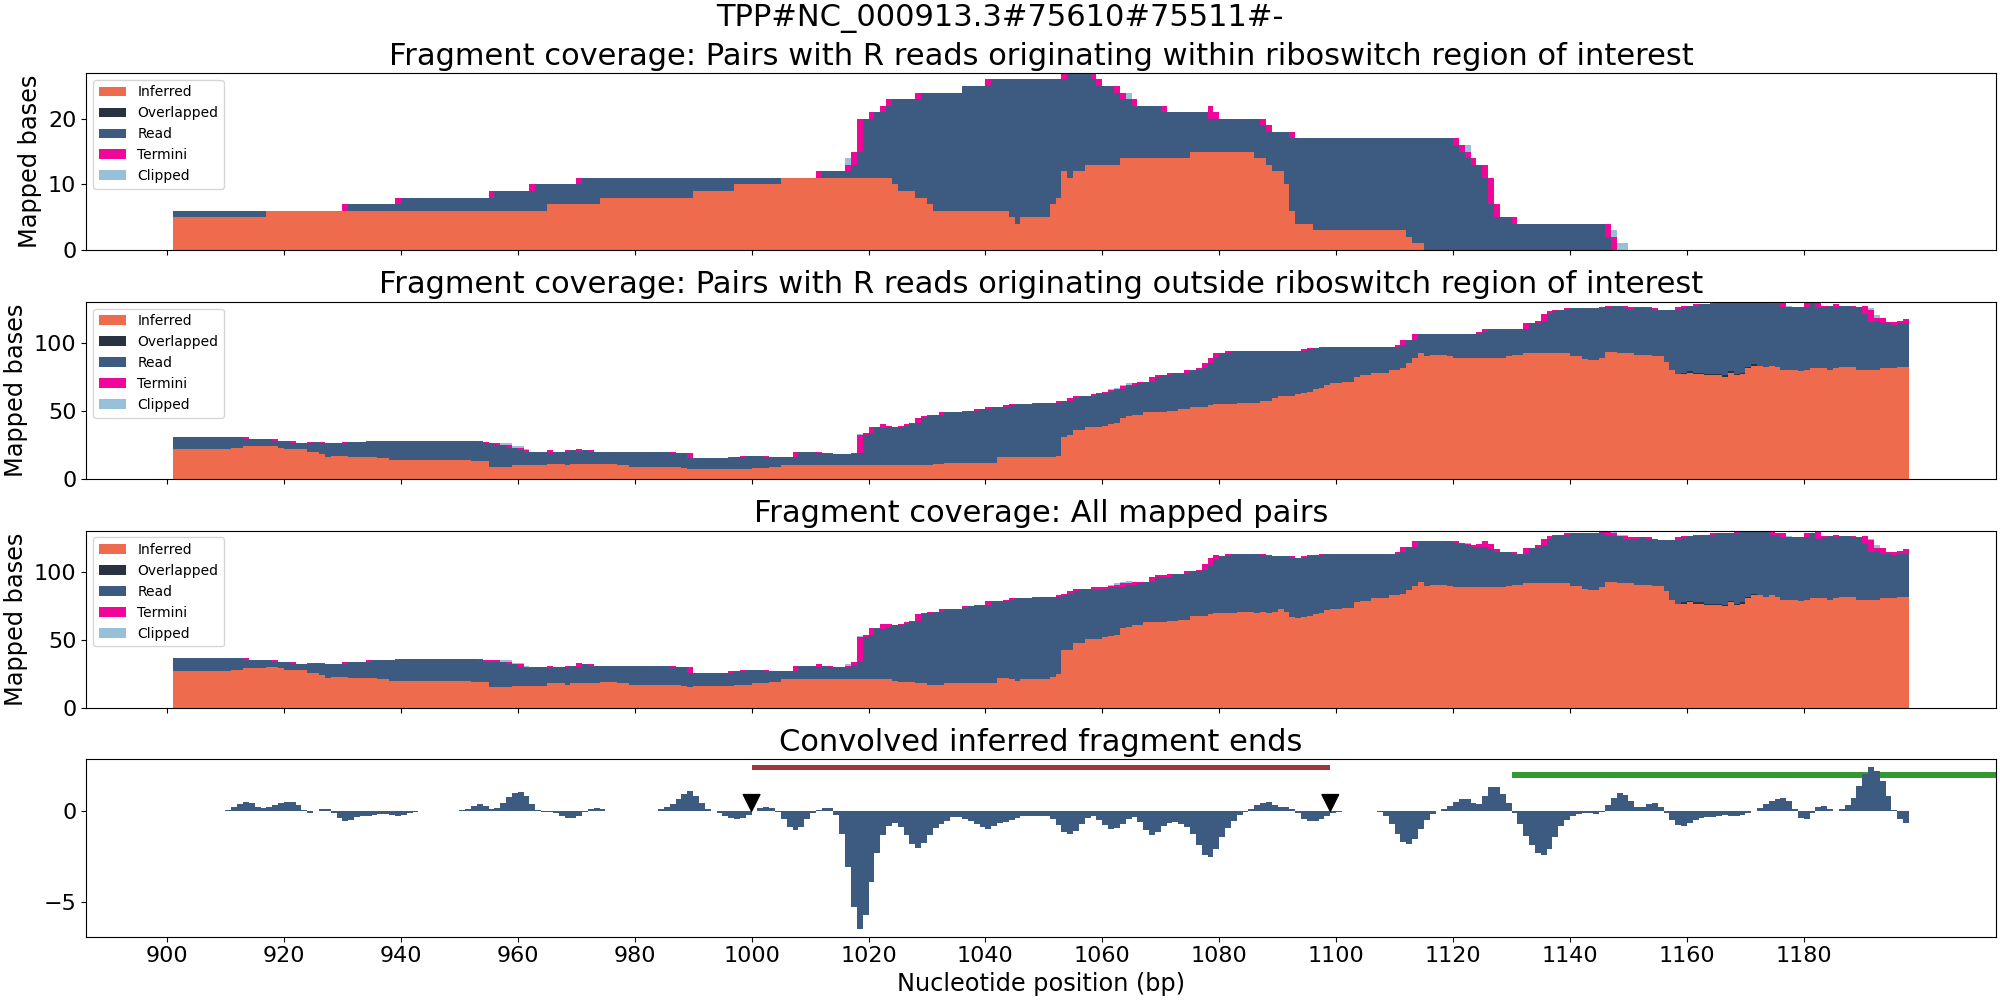 TPP#NC_000913.3#75610#75511#-
Fragment coverage: Pairs with R reads originating within riboswitch region of interest
Mapped bases
20
10
0
Inferred
Overlapped
Read
Termini
Clipped
Fragment coverage: Pairs with R reads originating outside riboswitch region of interest
Mapped bases
100
50
0
Inferred
Overlapped
Read
Termini
Clipped
Fragment coverage: All mapped pairs
Mapped bases
100
50
0
Inferred
Overlapped
Read
Termini
Clipped
Convolved inferred fragment ends
0
−5
900 920 940 960 980 1000 1020 1040 1060 1080 1100 1120 1140 1160 1180
Nucleotide position (bp)